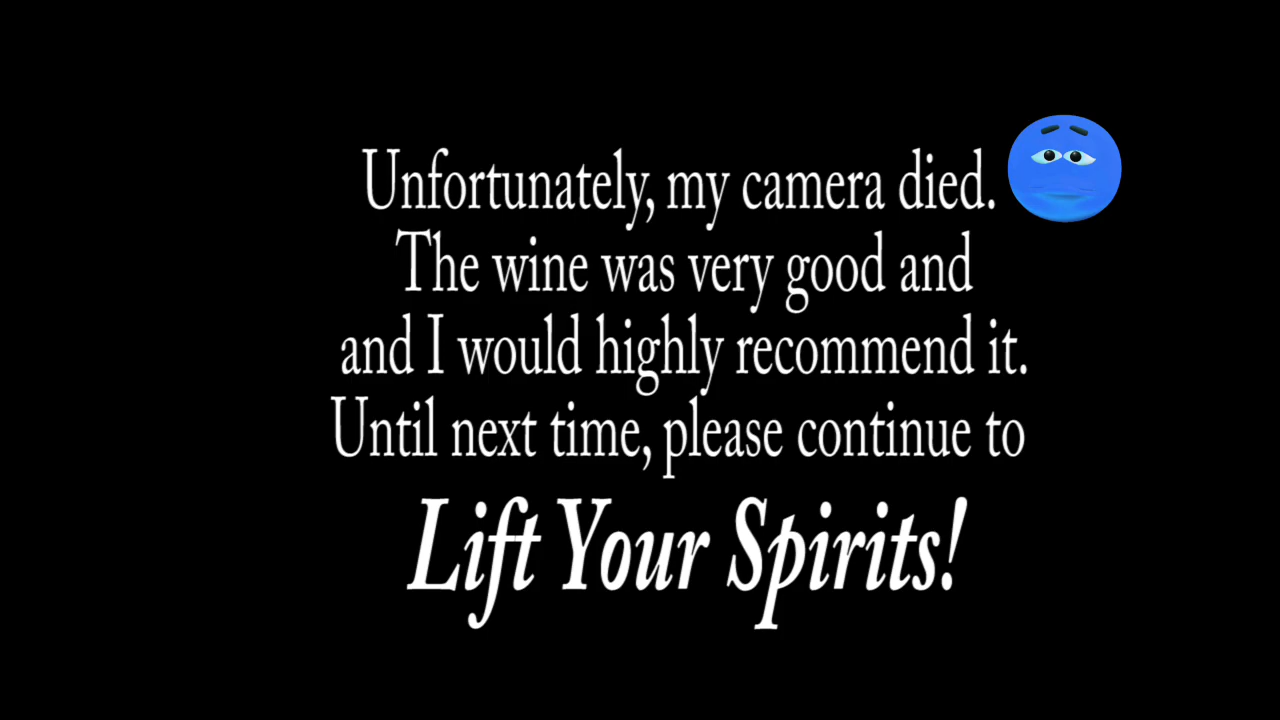 Unfortunately, my camera died.
The wine was very good and
and I would highly recommend it.
Until next time, please continue to
Lift Your Spirits!